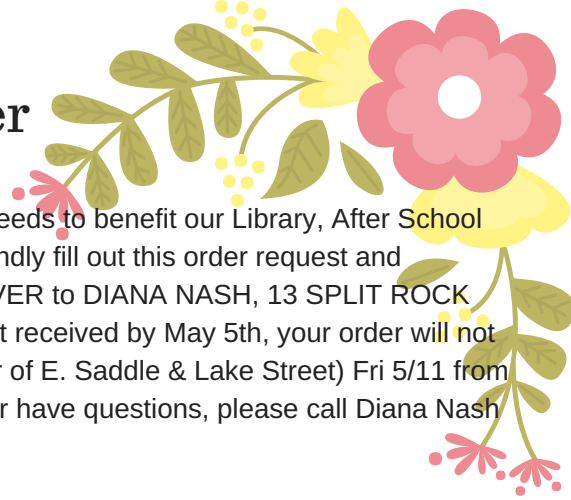 er
eeds to benefit our Library, After School
ndly fill out this order request and
VER to DIANA NASH, 13 SPLIT ROCK
t received by May 5th, your order will not
r of E. Saddle & Lake Street) Fri 5/11 from
r have questions, please call Diana Nash